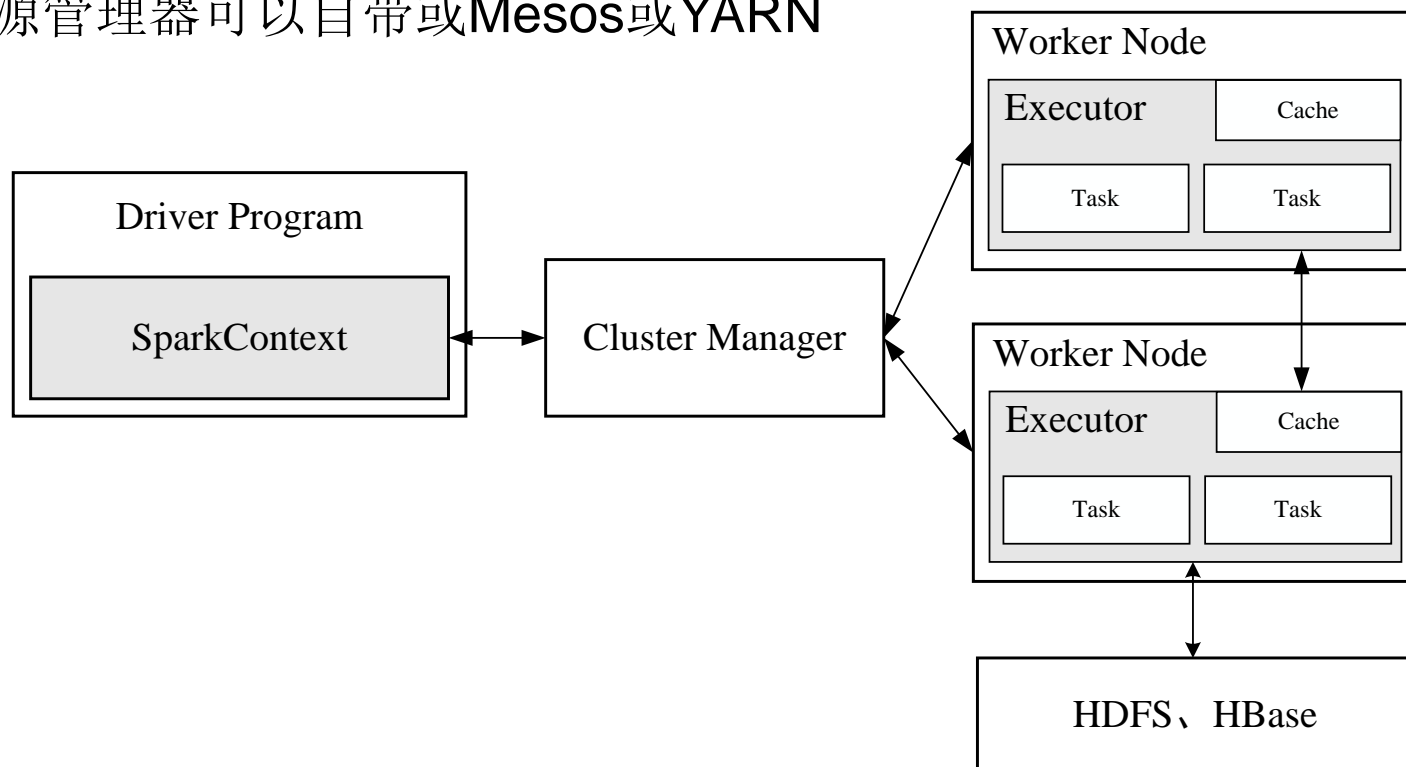 源管理器可以自带或Mesos或YARN
Worker Node
Executor
Cache
Task
Task
Driver Program
SparkContext
Cluster Manager
Worker Node
Executor
Cache
Task
Task
HDFS、HBase